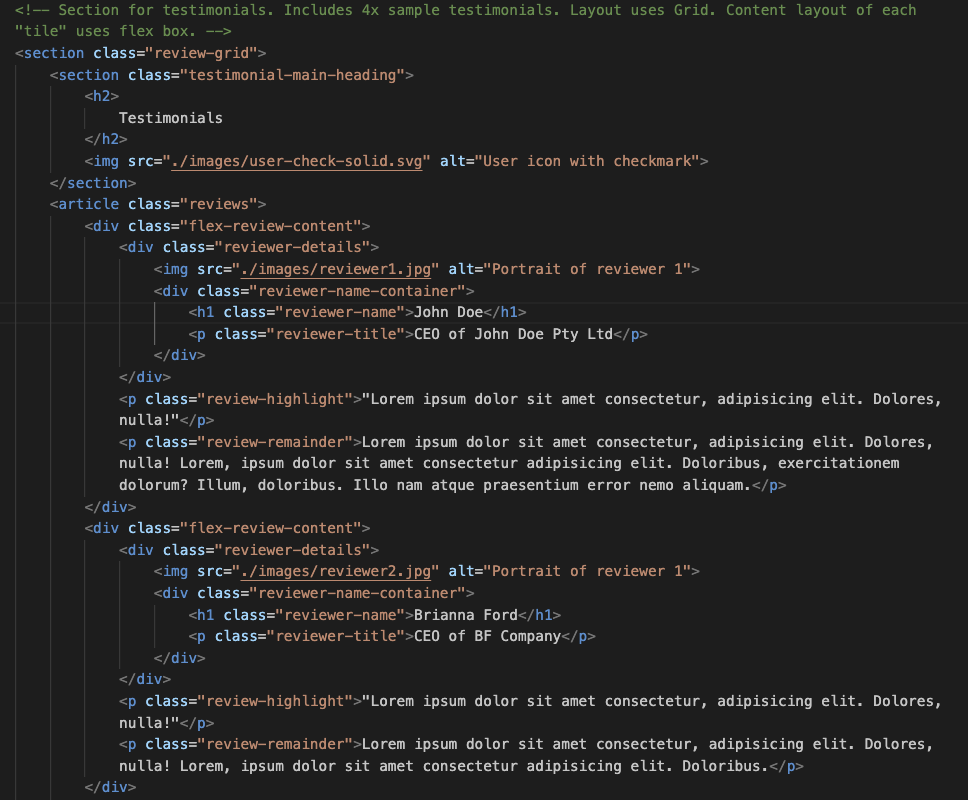 <!-- Section for testimonials. Includes 4x sample testimonials. Layout uses Grid. Content layout of each
"tile" uses flex box. -->
<section class="review-grid">
<section class="testimonial-main-heading">
<h2>
Testimonials
</h2>
<img src="./images/user-check-solid.svg" alt="User icon with checkmark">
</section>
<article class="reviews">
<div class="flex-review-content">
<div class="reviewer-details">
<img src="./images/reviewer1.jpg" alt="Portrait of reviewer 1">
<div class="reviewer-name-container">
<h1 class="reviewer-name">John Doe</h1>
<p class="reviewer-title">CEO of John Doe Pty Ltd</p>
</div>
</div>
<p class="review-highlight">"Lorem ipsum dolor sit amet consectetur, adipisicing elit. Dolores,
nulla!"</p>
<p class="review-remainder">Lorem ipsum dolor sit amet consectetur, adipisicing elit. Dolores,
nulla! Lorem, ipsum dolor sit amet consectetur adipisicing elit. Doloribus, exercitationem
dolorum? Illum, doloribus. Illo nam atque praesentium error nemo aliquam.</p>
</div>
<div class="flex-review-content">
<div class="reviewer-details">
<img src="./images/reviewer2.jpg" alt="Portrait of reviewer 1">
<div class="reviewer-name-container">
<h1 class="reviewer-name">Brianna Ford</h1>
<p class="reviewer-title">CEO of BF Company</p>
</div>
</div>
<p class="review-highlight">"Lorem ipsum dolor sit amet consectetur, adipisicing elit. Dolores,
nulla!"</p>
<p class="review-remainder">Lorem ipsum dolor sit amet consectetur, adipisicing elit. Dolores,
nulla! Lorem, ipsum dolor sit amet consectetur adipisicing elit. Doloribus.</p>
</div>